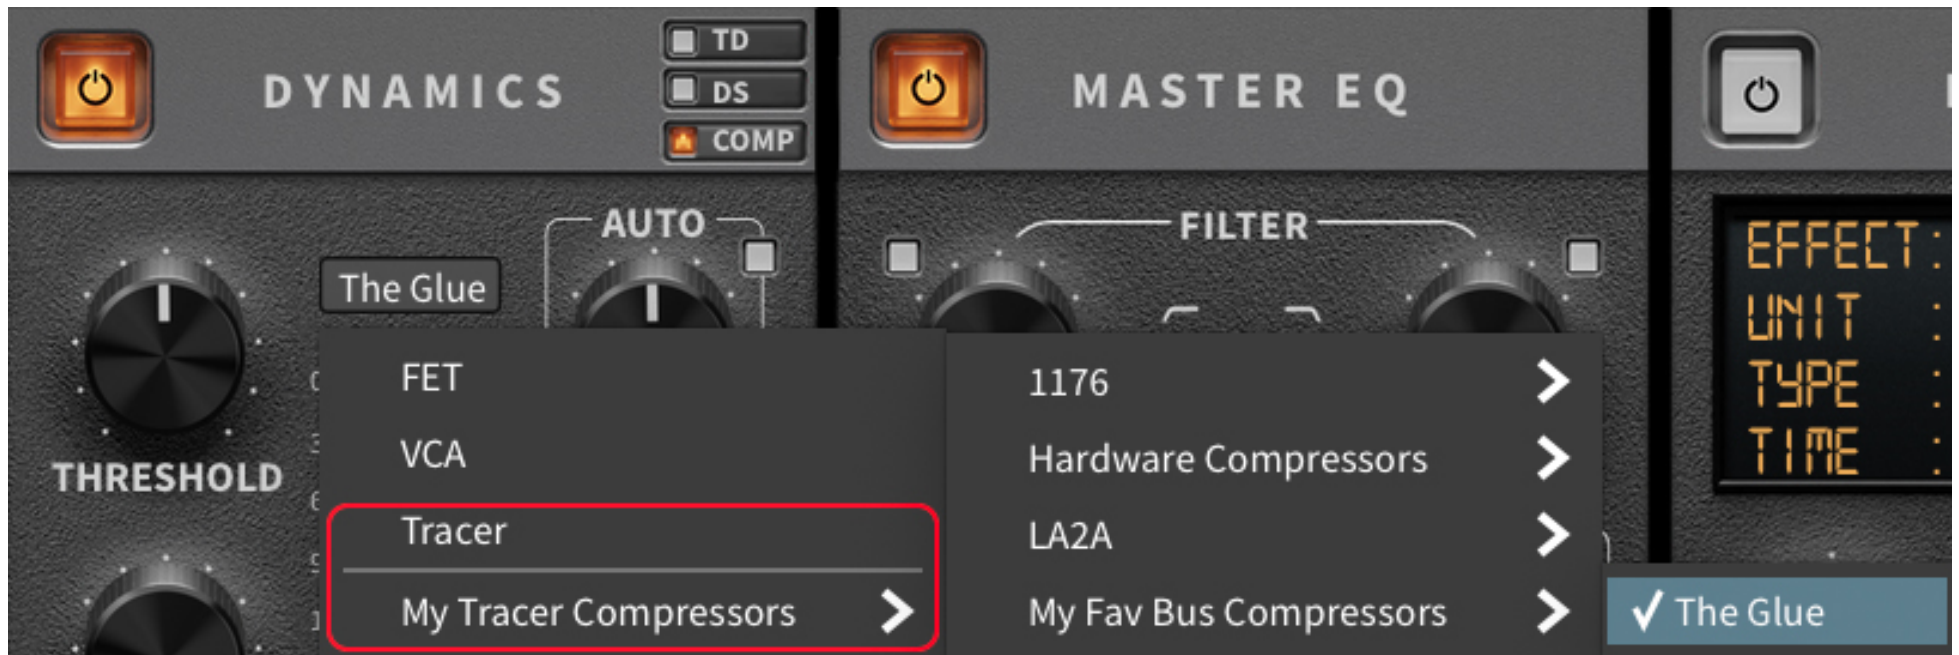 DYNAMICS
TD
DS
COMP
MASTER EQ
AUTO
FILTER
The Glue
THRESHOLD
FET
VCA
Tracer
My Tracer Compressors
1176
Hardware Compressors
LA2A
My Fav Bus Compressors
The Glue
EFFECT:
UNIT :
TYPE :
TIME :